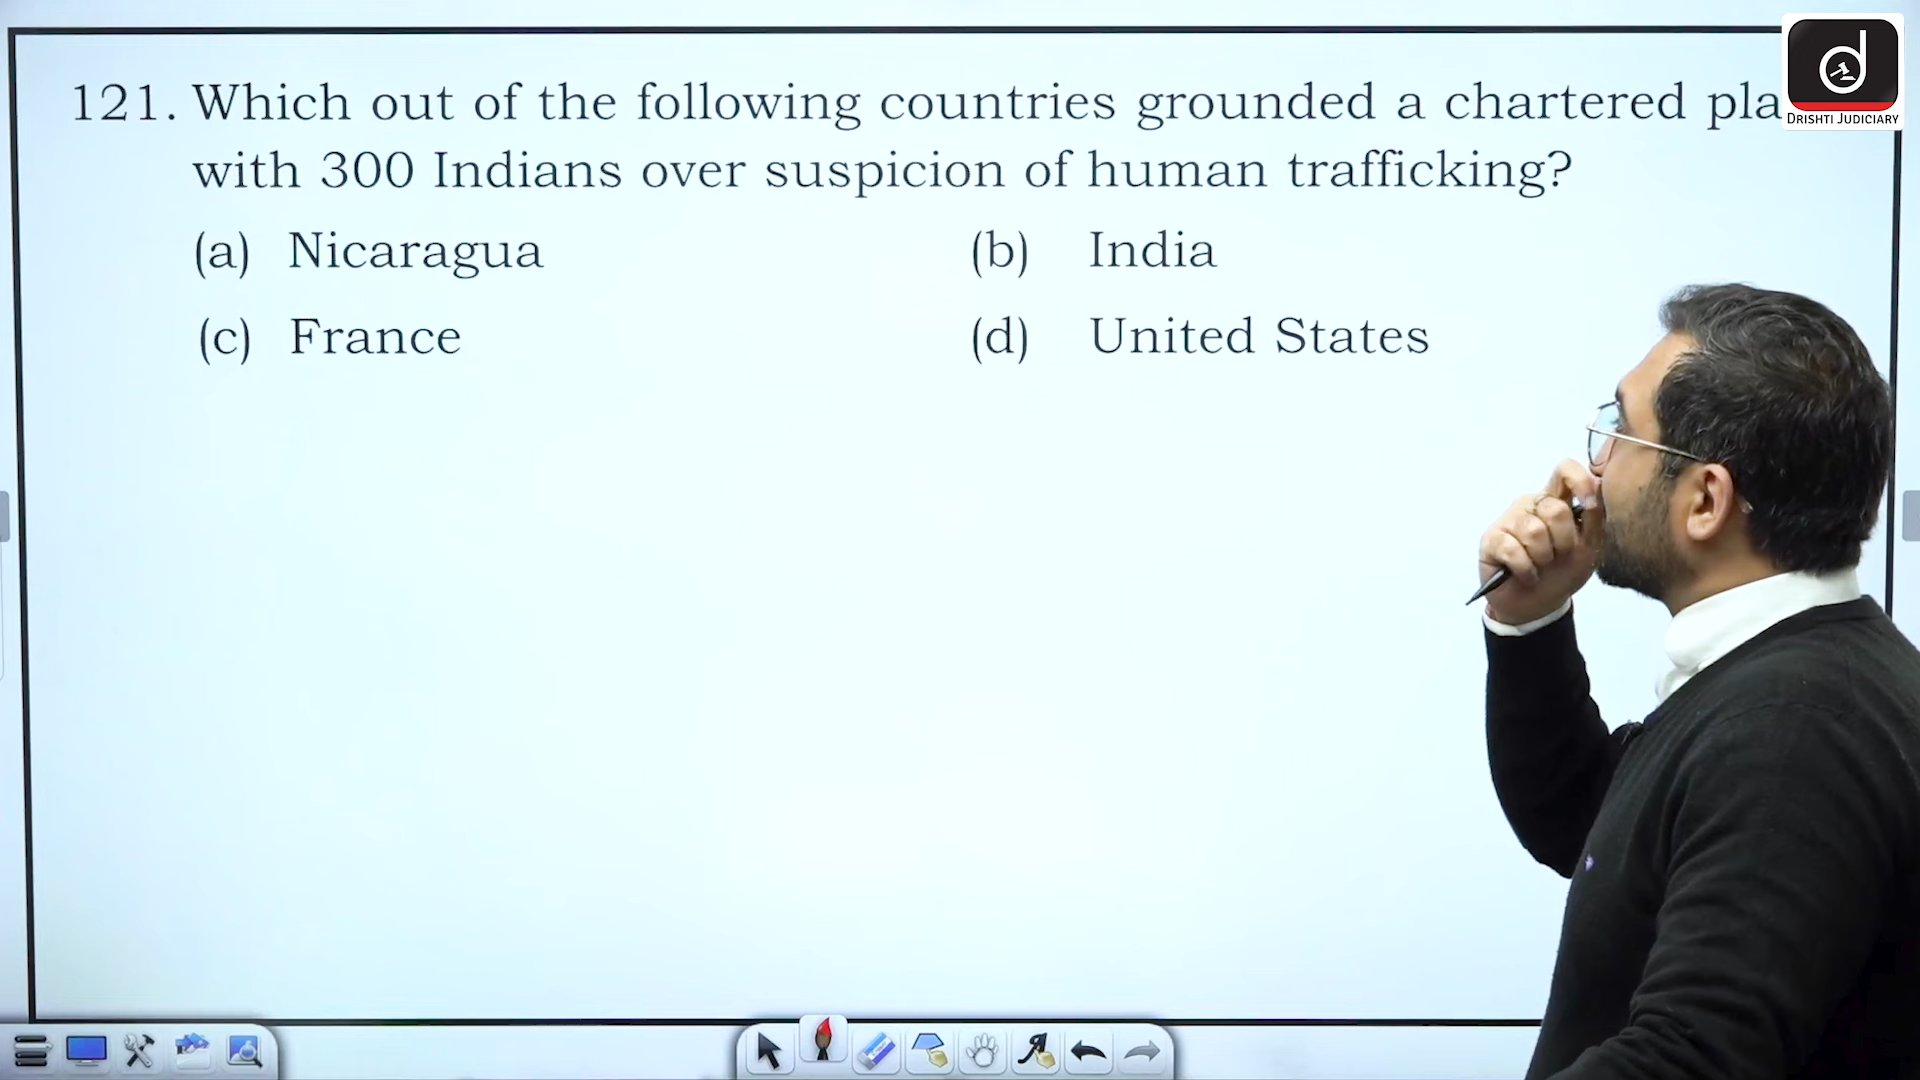 121. Which out of the following countries grounded a chartered
with 300 Indians over suspicion of human trafficking?
(a) Nicaragua (b) India
(c) France (d) United States
DRISHTI JUDICIARY